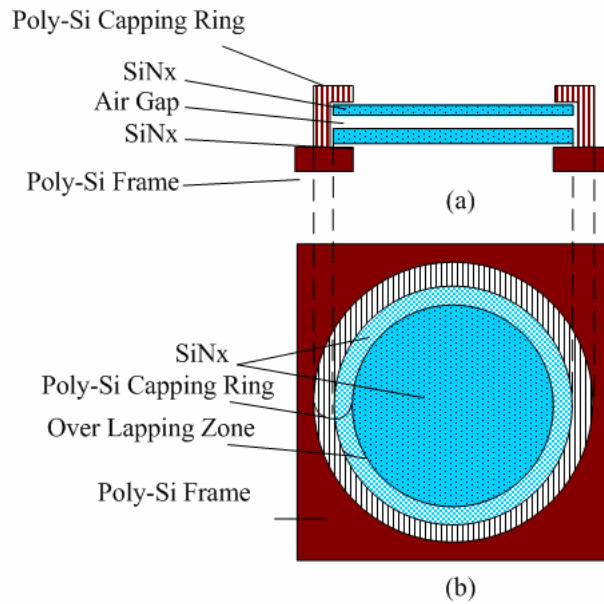 Poly-Si Capping Ring
SiNx
Air Gap
SiNx
Poly-Si Frame
(a)
SiNx
Poly-Si Capping Ring
Over Lapping Zone
Poly-Si Frame
(b)